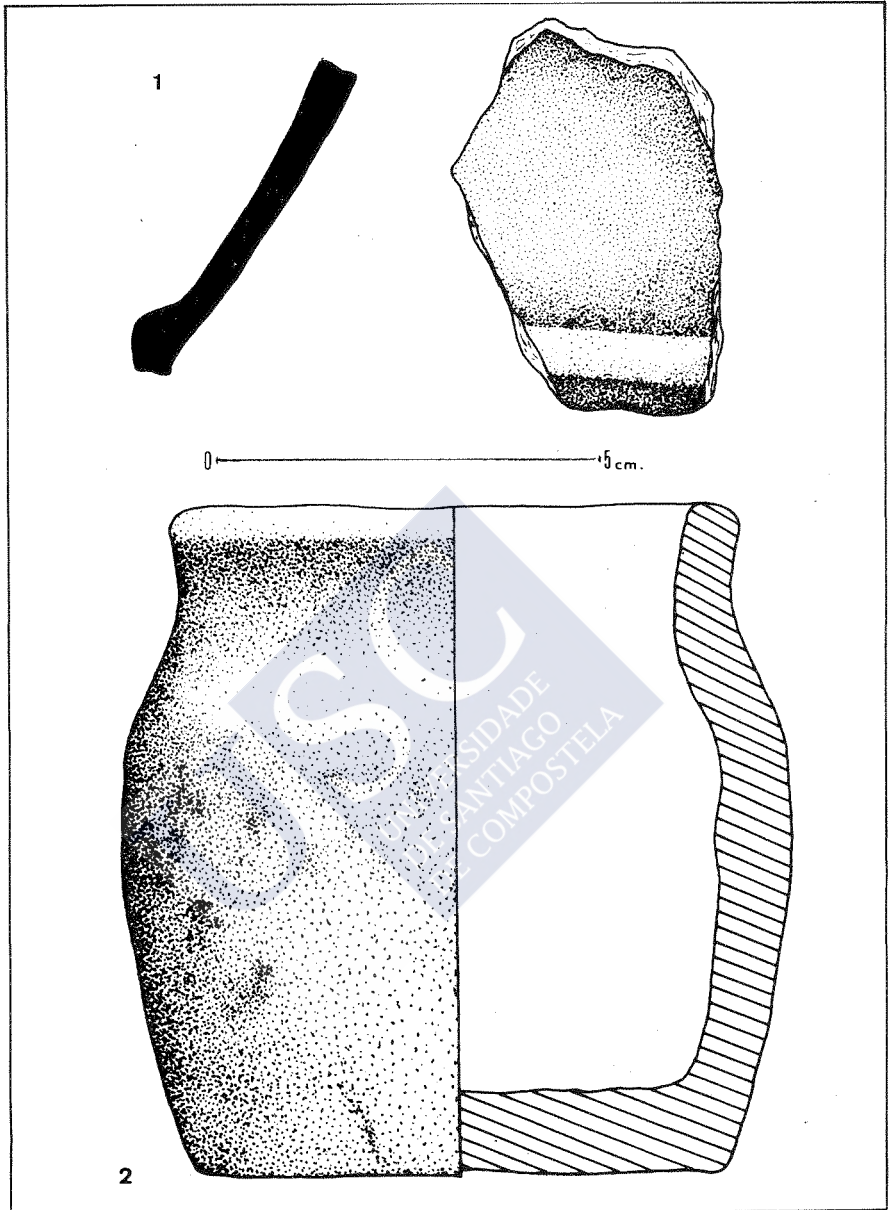 1
0 5 cm.
USC
UNIVERSIDADE
DE SANTIAGO
DE COMPOSTELA
2